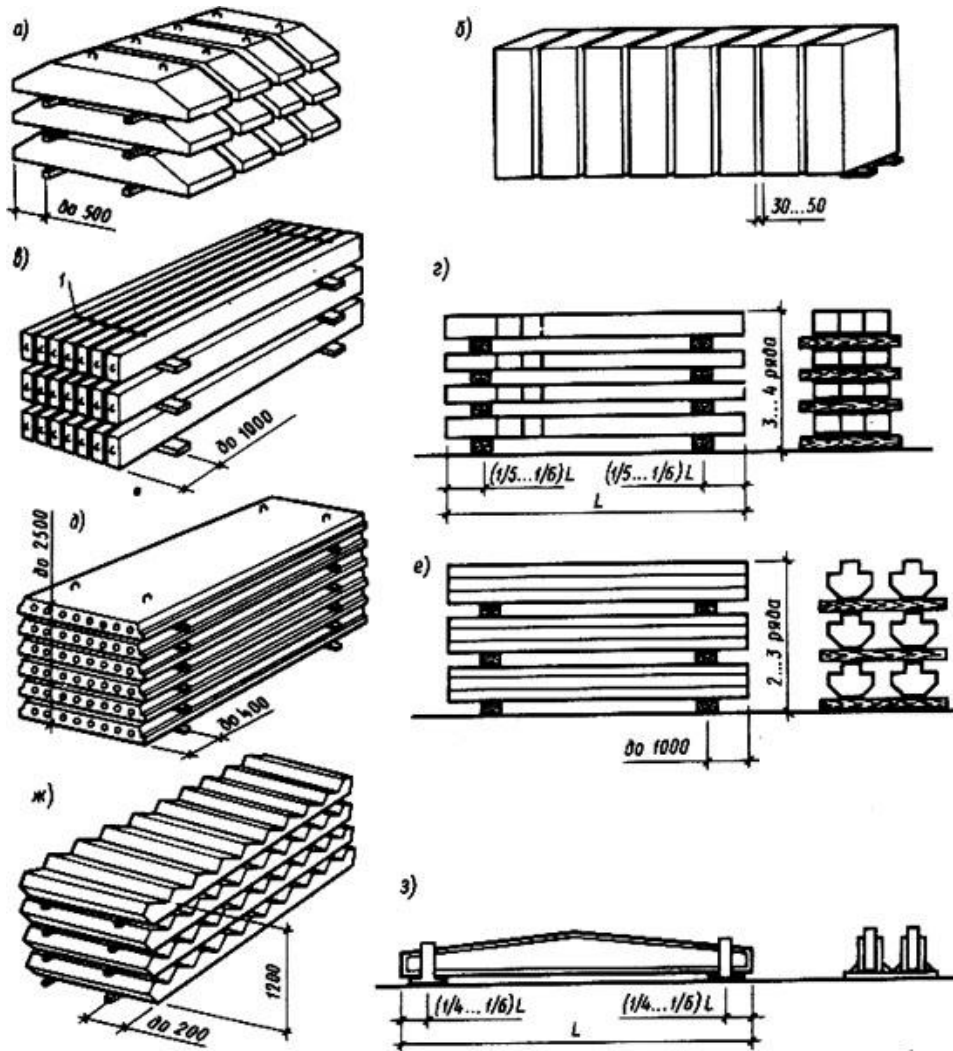 а)
до 500
б)
30...50
в)
1
до 1000
г)
3...4 ряда
(1/5...1/6)L
(1/5...1/6)L
L
д)
до 2500
до 400
е)
2...3 ряда
до 1000
ж)
1200
до 200
з)
(1/4...1/6)L
(1/4...1/6)L
L